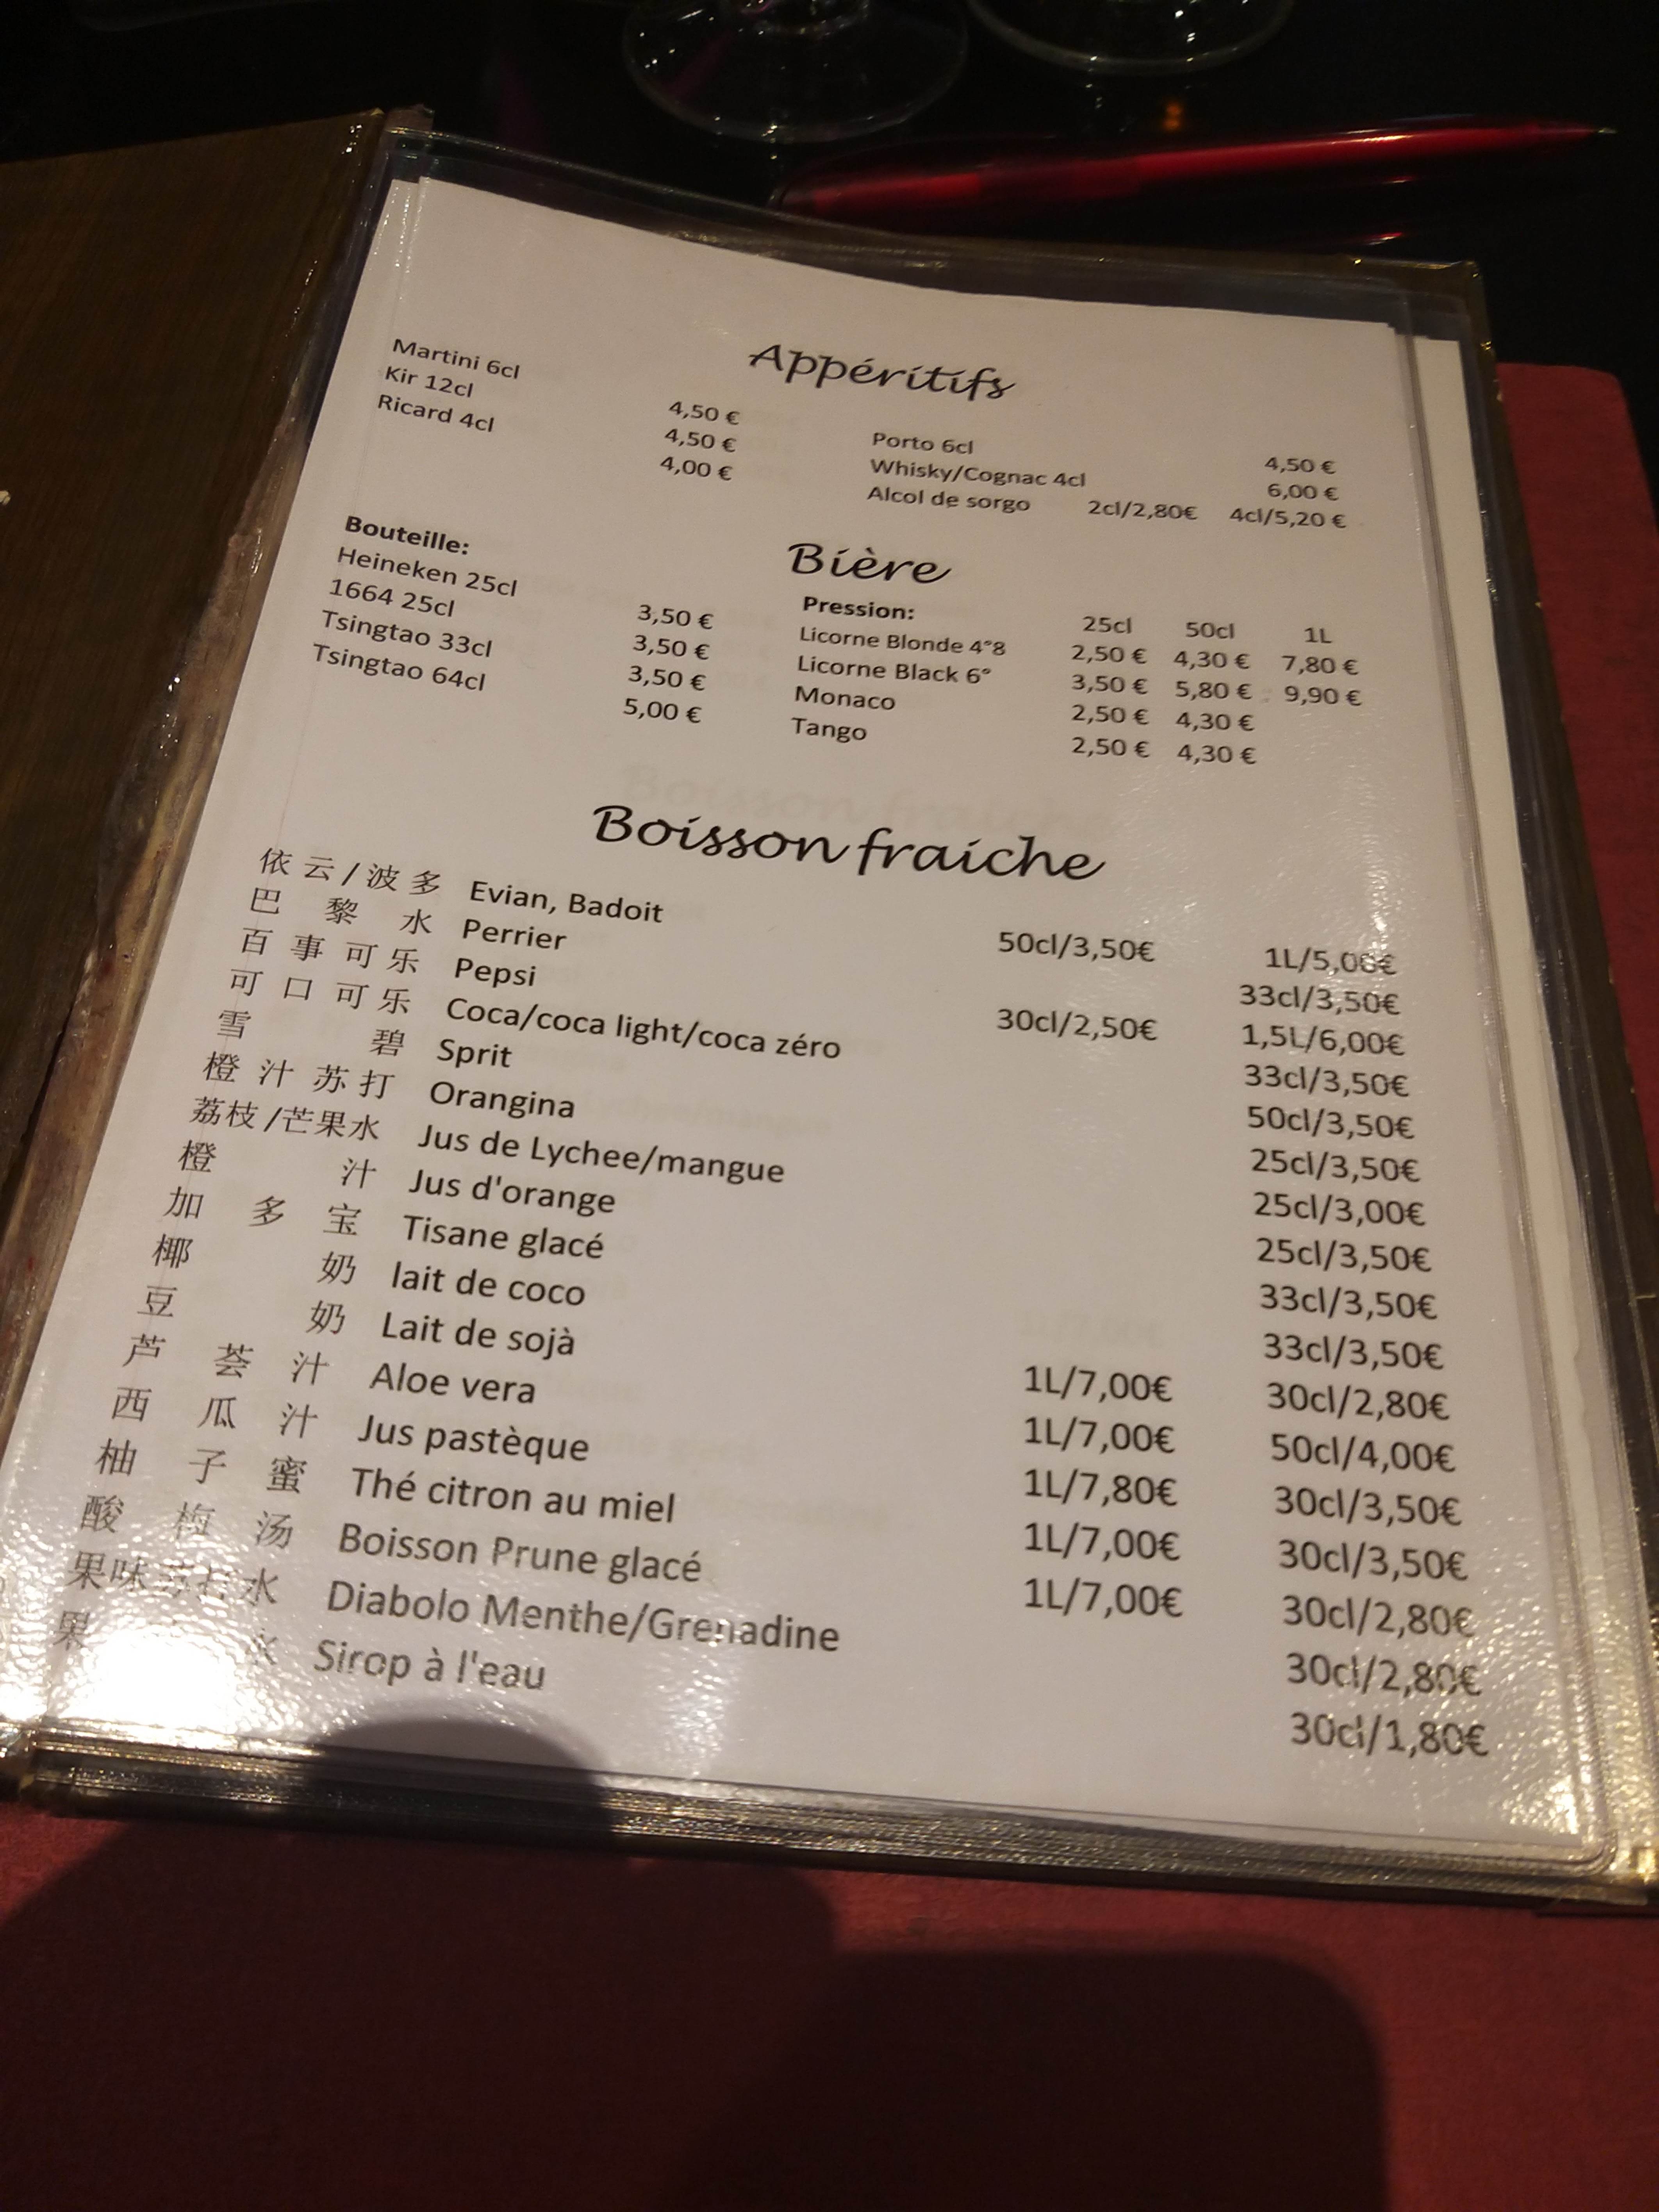 Appéritifs
Martini 6cl 4,50 € Porto 6cl 4,50 €
Kir 12cl 4,50 € Whisky/Cognac 4cl 6,00 €
Ricard 4cl 4,00 € Alcol de sorgo 2cl/2,80€ 4cl/5,20 €
Bière
Bouteille: Pression: 25cl 50cl 1L
Heineken 25cl 3,50 € Licorne Blonde 4°8 2,50 € 4,30 € 7,80 €
1664 25cl 3,50 € Licorne Black 6° 3,50 € 5,80 € 9,90 €
Tsingtao 33cl 3,50 € Monaco 2,50 € 4,30 €
Tsingtao 64cl 5,00 € Tango 2,50 € 4,30 €
Boisson fraiche
依云/波多 Evian, Badoit 50cl/3,50€ 1L/5,00€
巴黎水 Perrier 33cl/3,50€
百事可乐 Pepsi 30cl/2,50€ 1,5L/6,00€
可口可乐 Coca/coca light/coca zéro 33cl/3,50€
雪碧 Sprit 50cl/3,50€
橙汁苏打 Orangina 25cl/3,50€
荔枝/芒果水 Jus de Lychee/mangue 25cl/3,00€
橙汁 Jus d'orange 25cl/3,50€
加多宝 Tisane glacé 33cl/3,50€
椰奶 lait de coco 33cl/3,50€
豆奶 Lait de sojà 1L/7,00€ 30cl/2,80€
芦荟汁 Aloe vera 1L/7,00€ 50cl/4,00€
西瓜汁 Jus pastèque 1L/7,80€ 30cl/3,50€
柚子蜜 Thé citron au miel 1L/7,00€ 30cl/3,50€
酸梅汤 Boisson Prune glacé 1L/7,00€ 30cl/2,80€
果味苏打水 Diabolo Menthe/Grenadine 30cl/2,80€
果水 Sirop à l'eau 30cl/1,80€